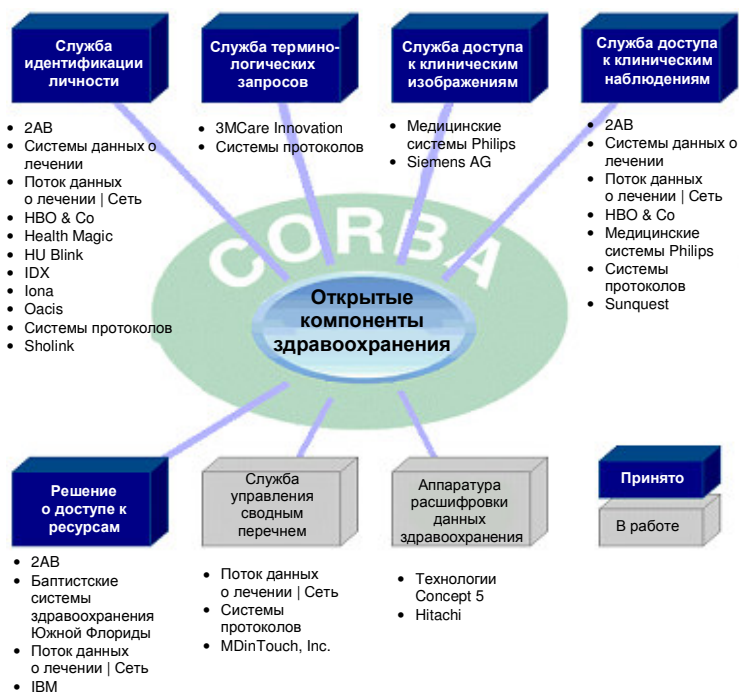 Служба
идентификации
личности
• 2AB
• Системы данных о
лечении
• Поток данных
о лечении | Сеть
• HBO & Co
• Health Magic
• HU Blink
• IDX
• Iona
• Oacis
• Системы протоколов
• Sholink
Служба термино-
логических
запросов
• 3MCare Innovation
• Системы протоколов
Служба доступа
к клиническим
изображениям
• Медицинские
системы Philips
• Siemens AG
Служба доступа
к клиническим
наблюдениям
• 2AB
• Системы данных о
лечении
• Поток данных
о лечении | Сеть
• HBO & Co
• Медицинские
системы Philips
• Системы
протоколов
• Sunquest
CORBA
Открытые
компоненты
здравоохранения
Решение
о доступе к
ресурсам
• 2AB
• Баптистские
системы
здравоохранения
Южной Флориды
• Поток данных
о лечении | Сеть
• IBM
Служба
управления
сводным
перечнем
• Поток данных
о лечении | Сеть
• Системы
протоколов
• MDinTouch, Inc.
Аппаратура
расшифровки
данных
здравоохранения
• Технологии
Concept 5
• Hitachi
Принято
В работе